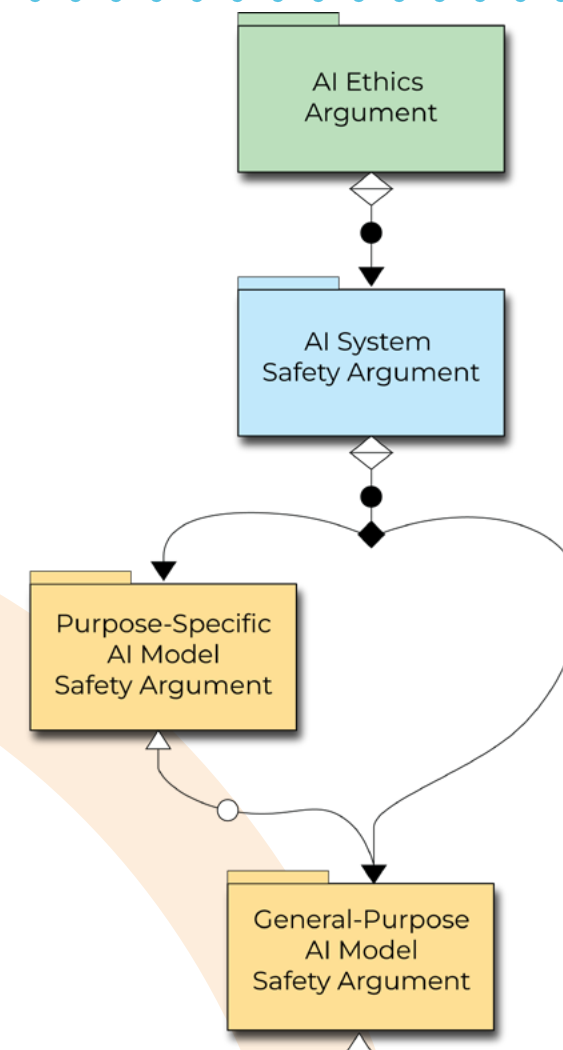 AI Ethics
Argument
AI System
Safety Argument
Purpose-Specific
AI Model
Safety Argument
General-Purpose
AI Model
Safety Argument